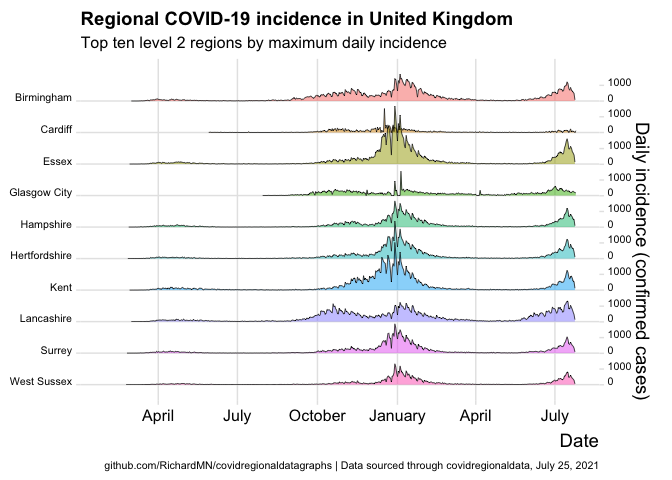 Regional COVID-19 incidence in United Kingdom
Top ten level 2 regions by maximum daily incidence
Birmingham
Cardiff
Essex
Glasgow City
Hampshire
Hertfordshire
Kent
Lancashire
Surrey
West Sussex
1000
0
1000
0
1000
0
1000
0
1000
0
1000
0
1000
0
1000
0
1000
0
1000
0
Daily incidence (confirmed cases)
April July October January April July
Date
github.com/RichardMN/covidregionaldatagraphs | Data sourced through covidregionaldata, July 25, 2021